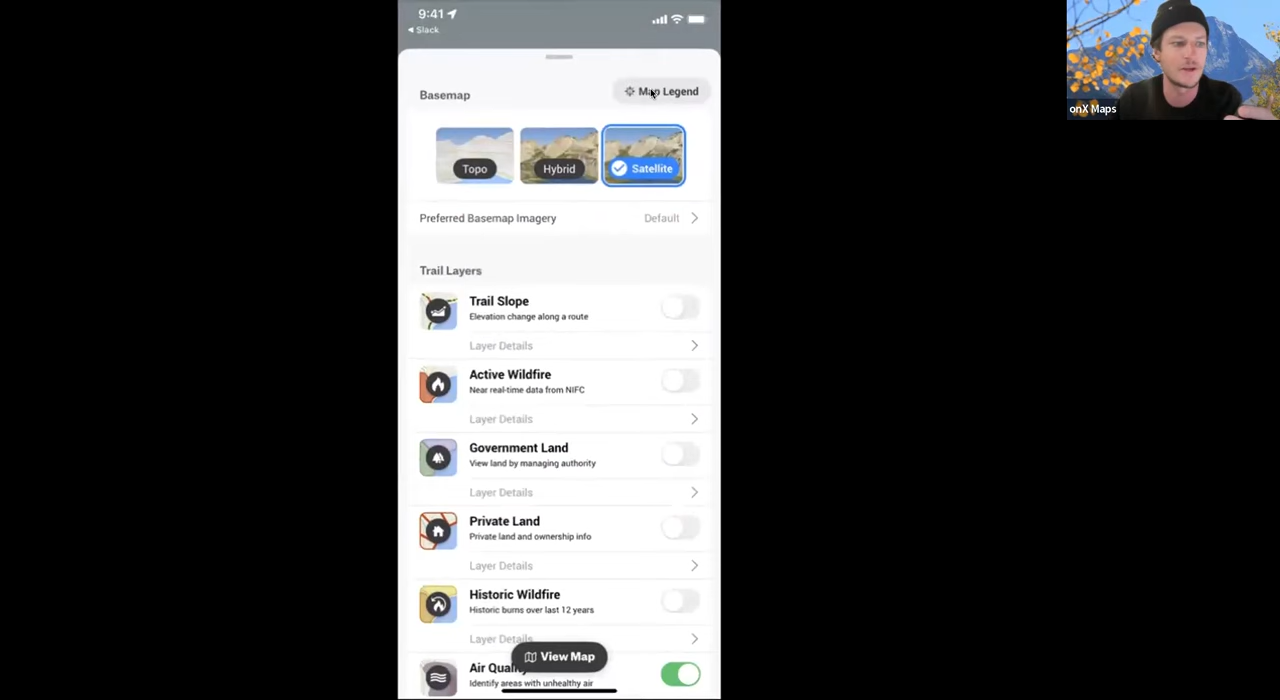 9:41
Slack
onX Maps
Basemap
Map Legend
Topo
Hybrid
Satellite
Preferred Basemap Imagery
Default
Trail Layers
Trail Slope
Elevation change along a route
Layer Details
Active Wildfire
Near real-time data from NIFC
Layer Details
Government Land
View land by managing authority
Layer Details
Private Land
Private land and ownership info
Layer Details
Historic Wildfire
Historic burns over last 12 years
Layer Details
View Map
Air
Identify areas with unhealthy air